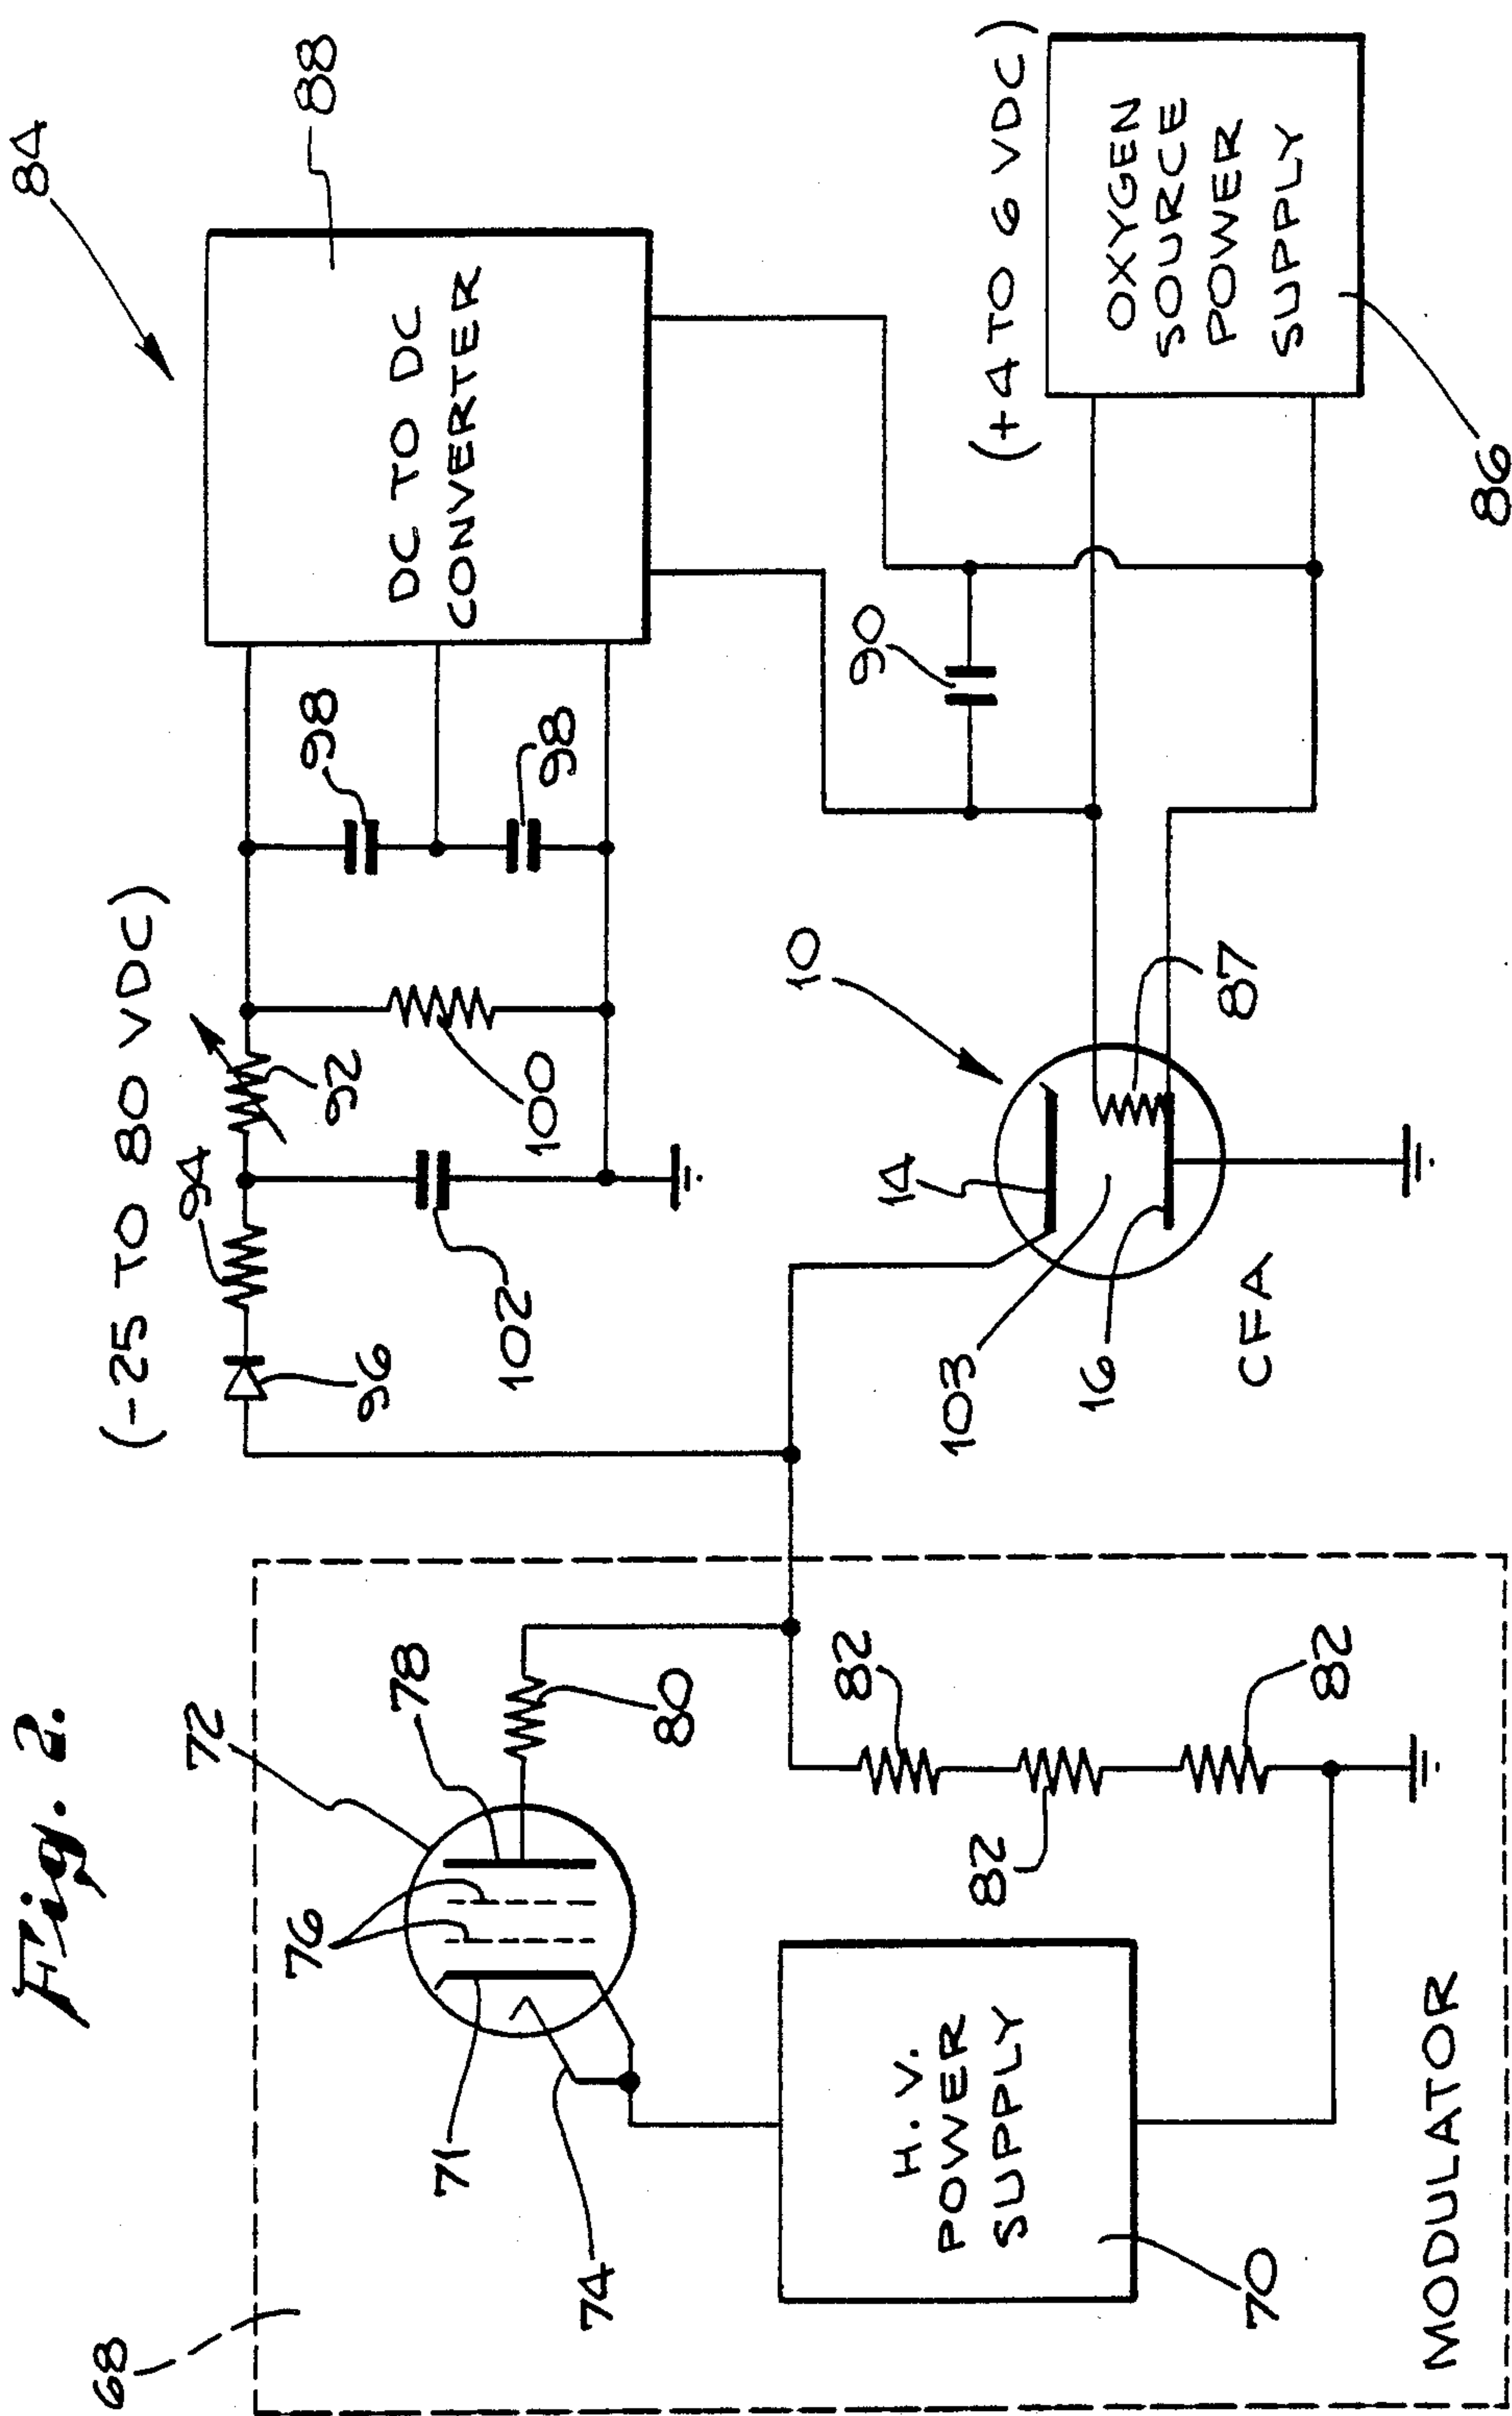 Fig. 2.
84
88
DC TO DC
CONVERTER
(-25 TO 80 VDC)
98
98
92
94
96
100
102
72
78
76
80
71
74
68
82
82
82
H.V.
POWER
SUPPLY
70
MODULATOR
10
14
103
16
87
CFA
90
(+4 TO 6 VDC)
OXYGEN
SOURCE
POWER
SUPPLY
86